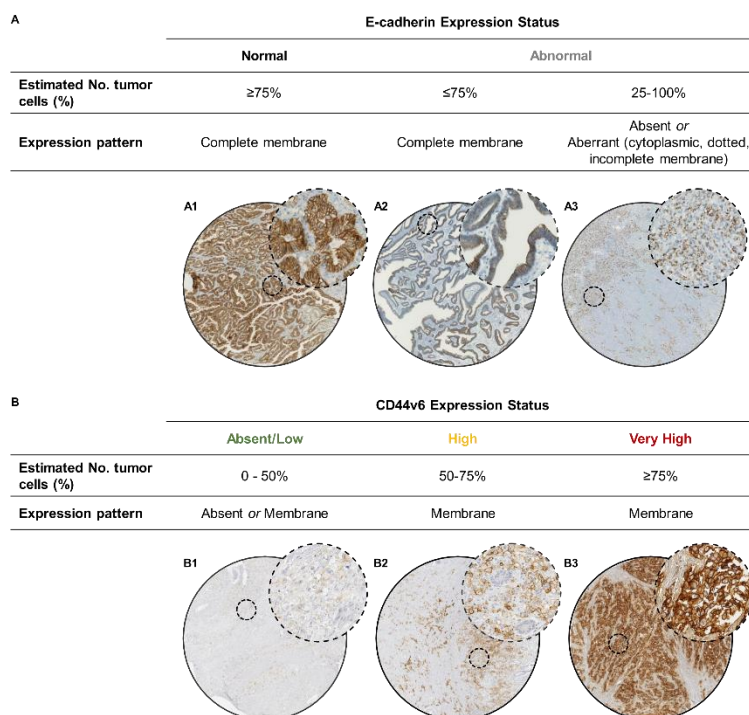 A
E-cadherin Expression Status
Normal
Abnormal
Estimated No. tumor
cells (%)
≥75%
≤75%
25-100%
Expression pattern
Complete membrane
Complete membrane
Absent or
Aberrant (cytoplasmic, dotted,
incomplete membrane)
A1
A2
A3
B
CD44v6 Expression Status
Absent/Low
High
Very High
Estimated No. tumor
cells (%)
0 - 50%
50-75%
≥75%
Expression pattern
Absent or Membrane
Membrane
Membrane
B1
B2
B3